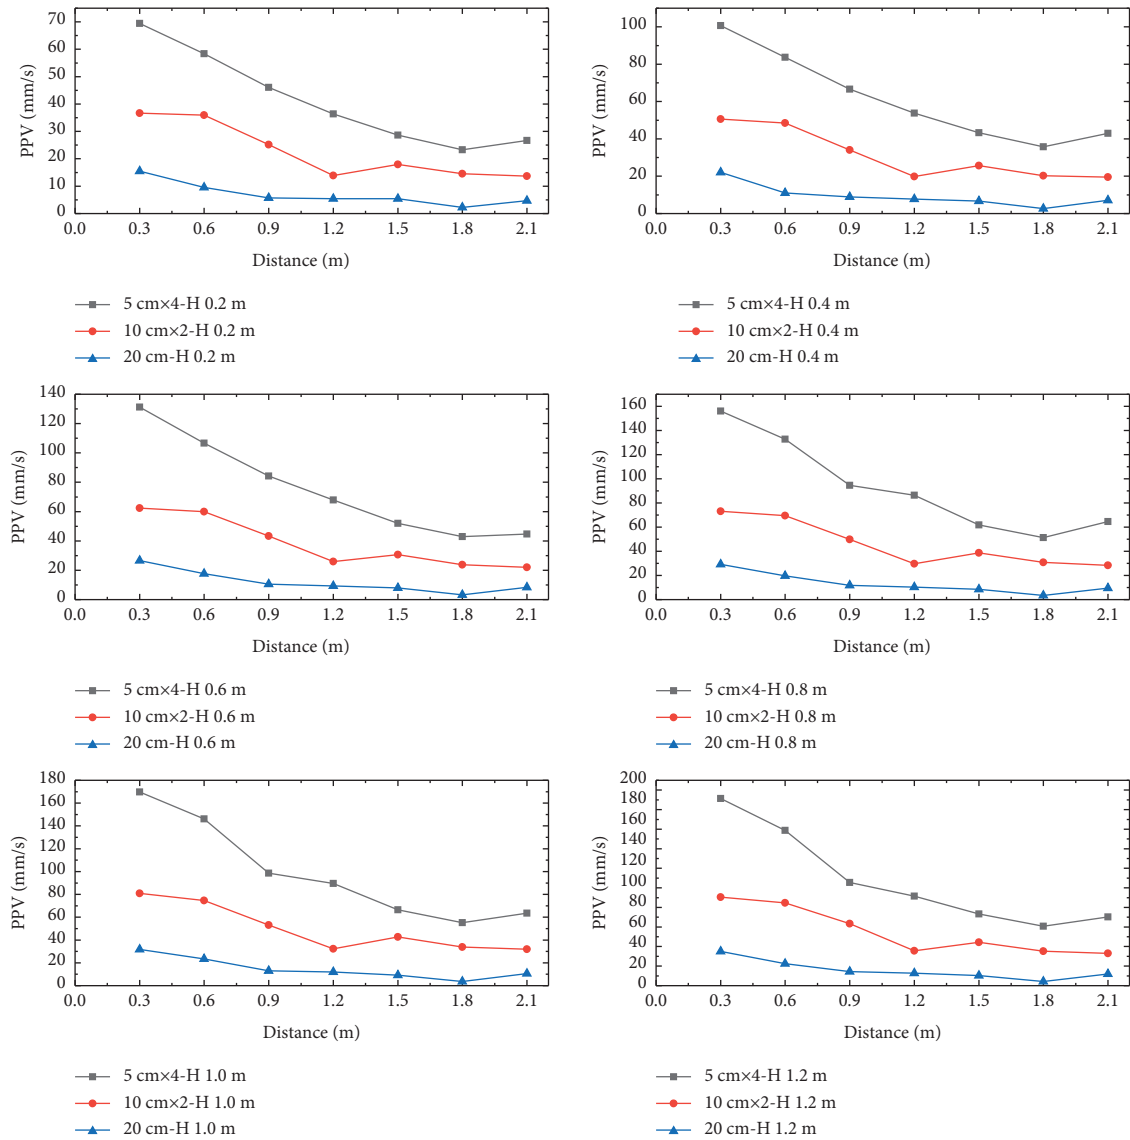 70
60
50
40
30
20
10
0
PPV (mm/s)
0.0 0.3 0.6 0.9 1.2 1.5 1.8 2.1
Distance (m)
5 cm×4-H 0.2 m
10 cm×2-H 0.2 m
20 cm-H 0.2 m
100
80
60
40
20
0
PPV (mm/s)
0.0 0.3 0.6 0.9 1.2 1.5 1.8 2.1
Distance (m)
5 cm×4-H 0.4 m
10 cm×2-H 0.4 m
20 cm-H 0.4 m
140
120
100
80
60
40
20
0
PPV (mm/s)
0.0 0.3 0.6 0.9 1.2 1.5 1.8 2.1
Distance (m)
5 cm×4-H 0.6 m
10 cm×2-H 0.6 m
20 cm-H 0.6 m
160
140
120
100
80
60
40
20
0
PPV (mm/s)
0.0 0.3 0.6 0.9 1.2 1.5 1.8 2.1
Distance (m)
5 cm×4-H 0.8 m
10 cm×2-H 0.8 m
20 cm-H 0.8 m
180
160
140
120
100
80
60
40
20
0
PPV (mm/s)
0.0 0.3 0.6 0.9 1.2 1.5 1.8 2.1
Distance (m)
5 cm×4-H 1.0 m
10 cm×2-H 1.0 m
20 cm-H 1.0 m
200
180
160
140
120
100
80
60
40
20
0
PPV (mm/s)
0.0 0.3 0.6 0.9 1.2 1.5 1.8 2.1
Distance (m)
5 cm×4-H 1.2 m
10 cm×2-H 1.2 m
20 cm-H 1.2 m